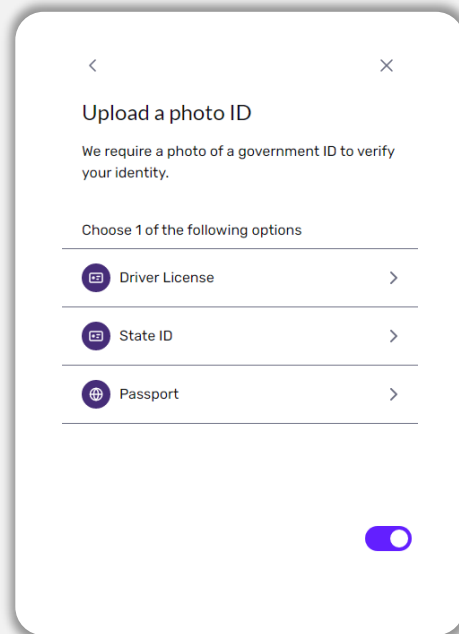 Upload a photo ID
We require a photo of a government ID to verify
your identity.
Choose 1 of the following options
Driver License
State ID
Passport